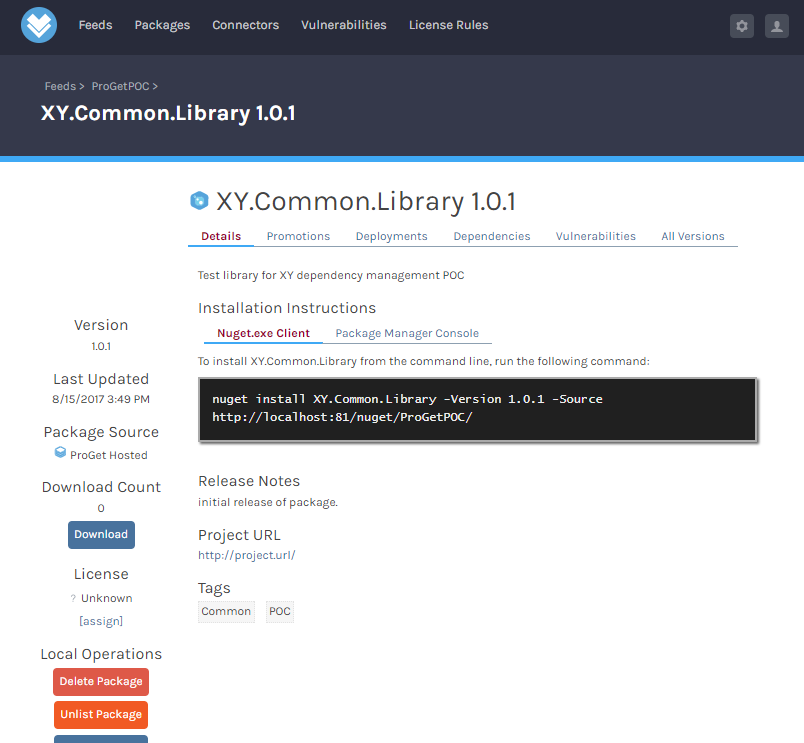 Feeds Packages Connectors Vulnerabilities License Rules
Feeds > ProGetPOC >
XY.Common.Library 1.0.1
XY.Common.Library 1.0.1
Details Promotions Deployments Dependencies Vulnerabilities All Versions
Test library for XY dependency management POC
Installation Instructions
Nuget.exe Client Package Manager Console
To install XY.Common.Library from the command line, run the following command:
nuget install XY.Common.Library -Version 1.0.1 -Source
http://localhost:81/nuget/ProGetPOC/
Release Notes
initial release of package.
Project URL
http://project.url/
Tags
Common POC
Version
1.0.1
Last Updated
8/15/2017 3:49 PM
Package Source
ProGet Hosted
Download Count
0
Download
License
? Unknown
[assign]
Local Operations
Delete Package
Unlist Package